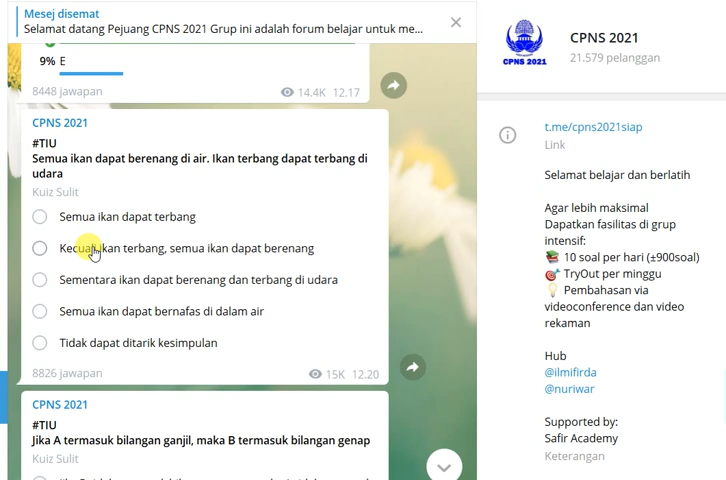 Mesej disemat
Selamat datang Pejuang CPNS 2021 Grup ini adalah forum belajar untuk me...
9% E
8448 jawapan
14.4K 12.17
CPNS 2021
#TIU
Semua ikan dapat berenang di air. Ikan terbang dapat terbang di
udara
Kuiz Sulit
Semua ikan dapat terbang
Kecuali ikan terbang, semua ikan dapat berenang
Sementara ikan dapat berenang dan terbang di udara
Semua ikan dapat bernafas di dalam air
Tidak dapat ditarik kesimpulan
8826 jawapan
15K 12.20
CPNS 2021
#TIU
Jika A termasuk bilangan ganjil, maka B termasuk bilangan genap
Kuiz Sulit
CPNS 2021
CPNS 2021
21.579 pelanggan
t.me/cpns2021siap
Link
Selamat belajar dan berlatih
Agar lebih maksimal
Dapatkan fasilitas di grup
intensif:
10 soal per hari (±900soal)
TryOut per minggu
Pembahasan via
videoconference dan video
rekaman
Hub
@ilmifirda
@nuriwar
Supported by:
Safir Academy
Keterangan